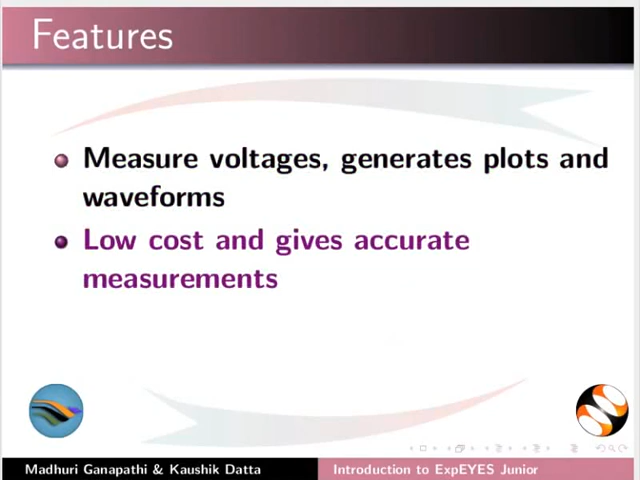 Features
Measure voltages, generates plots and
waveforms
Low cost and gives accurate
measurements
Madhuri Ganapathi & Kaushik Datta
Introduction to ExpEYES Junior